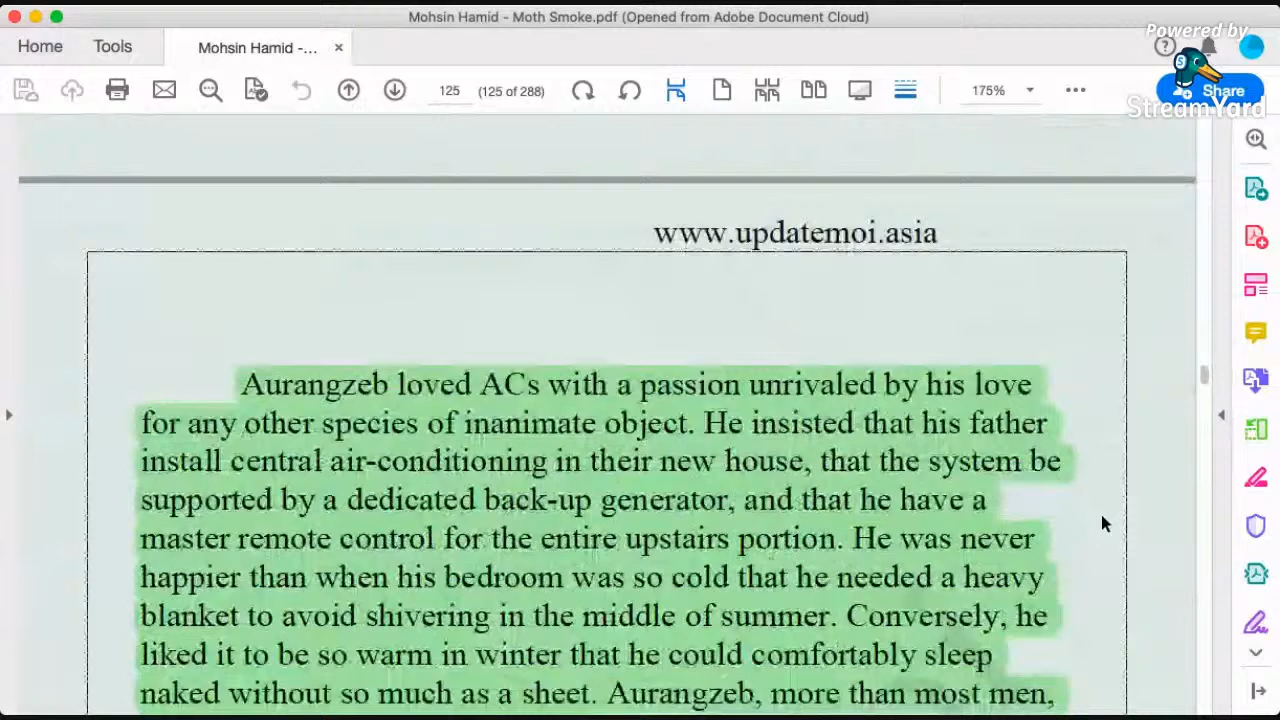 Mohsin Hamid - Moth Smoke.pdf (Opened from Adobe Document Cloud)
Powered by
Home Tools Mohsin Hamid -... ×
125 (125 of 288) 175% Share
StreamYard
www.updatemoi.asia
Aurangzeb loved ACs with a passion unrivaled by his love
for any other species of inanimate object. He insisted that his father
install central air-conditioning in their new house, that the system be
supported by a dedicated back-up generator, and that he have a
master remote control for the entire upstairs portion. He was never
happier than when his bedroom was so cold that he needed a heavy
blanket to avoid shivering in the middle of summer. Conversely, he
liked it to be so warm in winter that he could comfortably sleep
naked without so much as a sheet. Aurangzeb, more than most men,